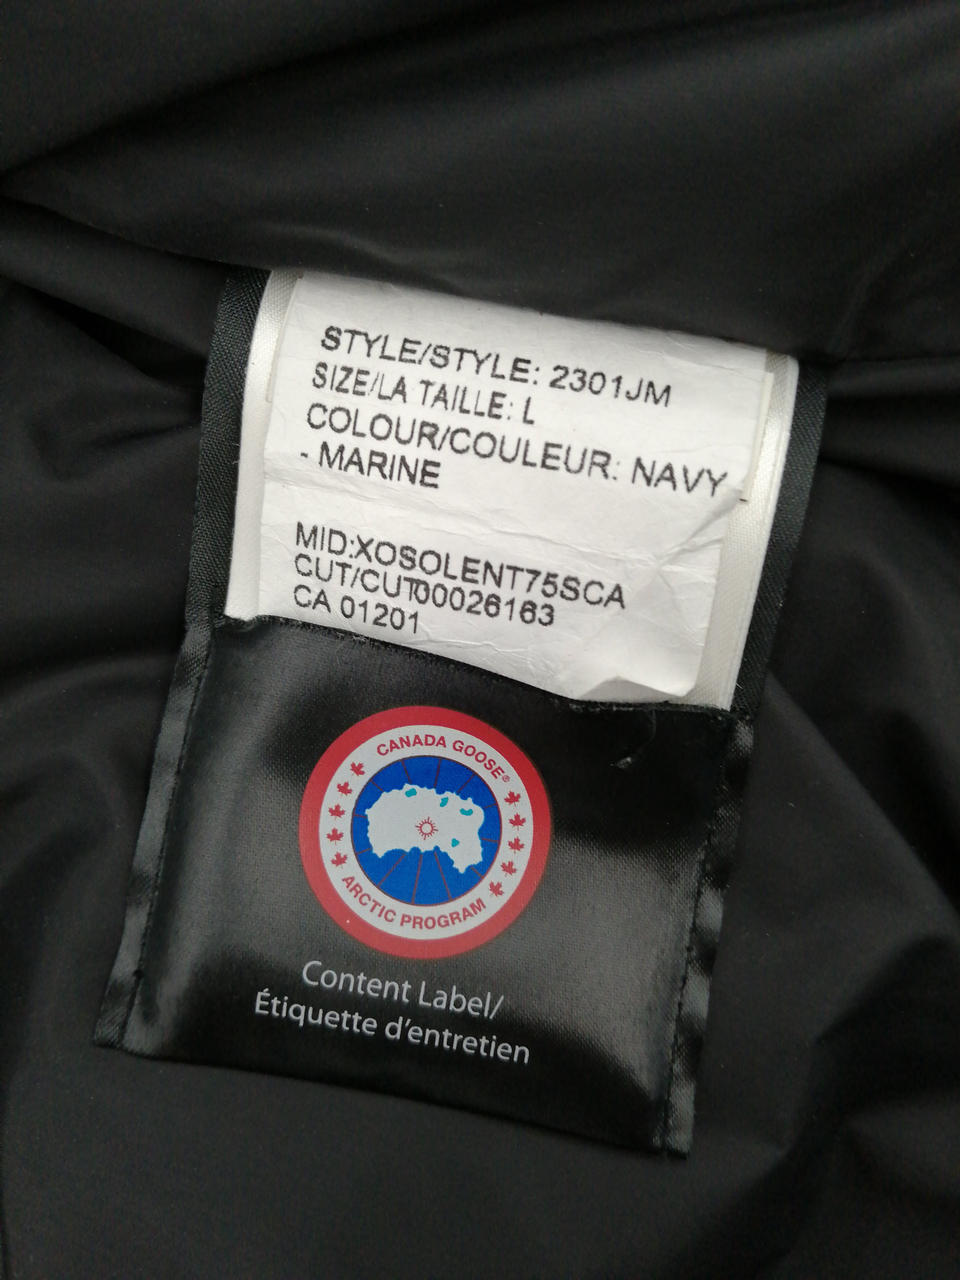 STYLE/STYLE: 2301JM
SIZE/LA TAILLE: L
COLOUR/COULEUR: NAVY
- MARINE
MID:XOSOLENT75SCA
CUT/CUT00026163
CA 01201
CANADA GOOSE®
ARCTIC PROGRAM
Content Label/
Étiquette d'entretien